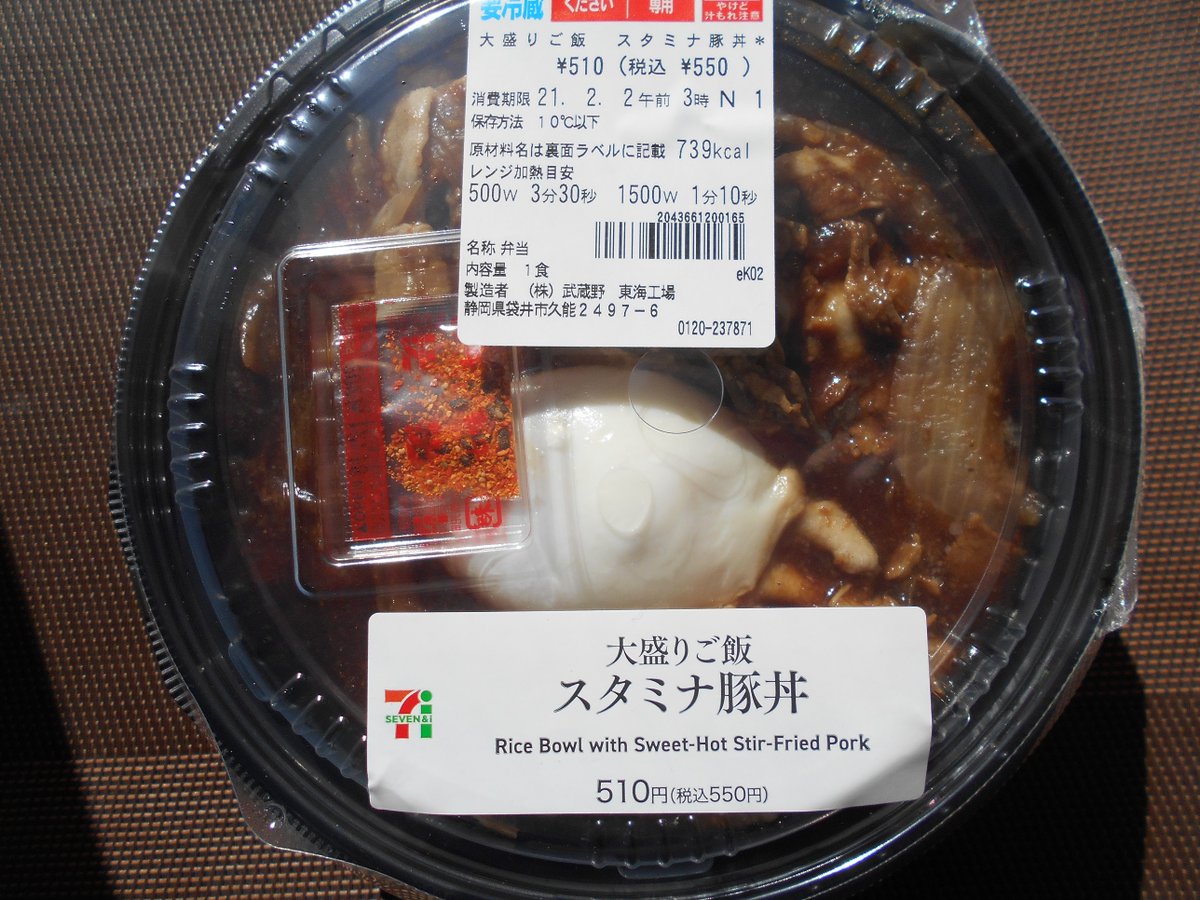 要冷蔵
ください 専用
やけど
汁もれ注意
大盛りご飯 スタミナ豚丼*
¥510 (税込 ¥550 )
消費期限 21. 2. 2午前 3時 N 1
保存方法 10℃以下
原材料名は裏面ラベルに記載 739kcal
レンジ加熱目安
500W 3分30秒 1500W 1分10秒
2043661200165
名称 弁当
内容量 1食
eK02
製造者 (株) 武蔵野 東海工場
静岡県袋井市久能2497-6
0120-237871
大盛りご飯
スタミナ豚丼
SEVEN&i
Rice Bowl with Sweet-Hot Stir-Fried Pork
510円(税込550円)